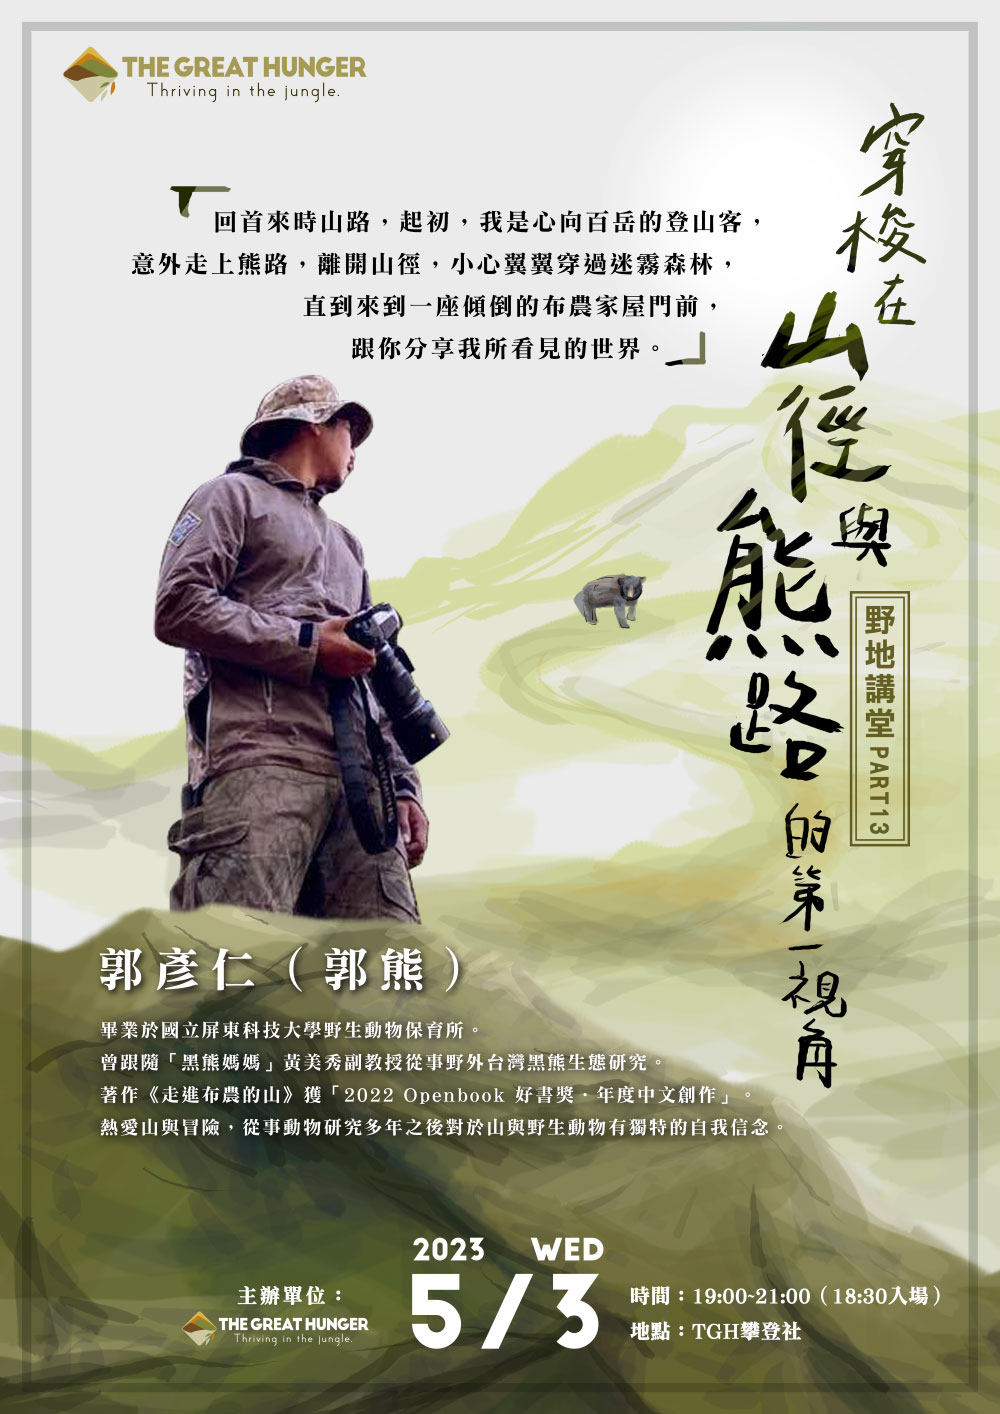 THE GREAT HUNGER
Thriving in the jungle.
穿梭在
山徑與
熊路
的第一視角
野地講堂 PART13
「回首來時山路，起初，我是心向百岳的登山客，
意外走上熊路，離開山徑，小心翼翼穿過迷霧森林，
直到來到一座傾倒的布農家屋門前，
跟你分享我所看見的世界。」
郭彥仁（郭熊）
畢業於國立屏東科技大學野生動物保育所。
曾跟隨「黑熊媽媽」黃美秀副教授從事野外台灣黑熊生態研究。
著作《走進布農的山》獲「2022 Openbook 好書獎．年度中文創作」。
熱愛山與冒險，從事動物研究多年之後對於山與野生動物有獨特的自我信念。
主辦單位：
THE GREAT HUNGER
Thriving in the jungle.
2023 WED
5/3
時間：19:00~21:00（18:30入場）
地點：TGH攀登社